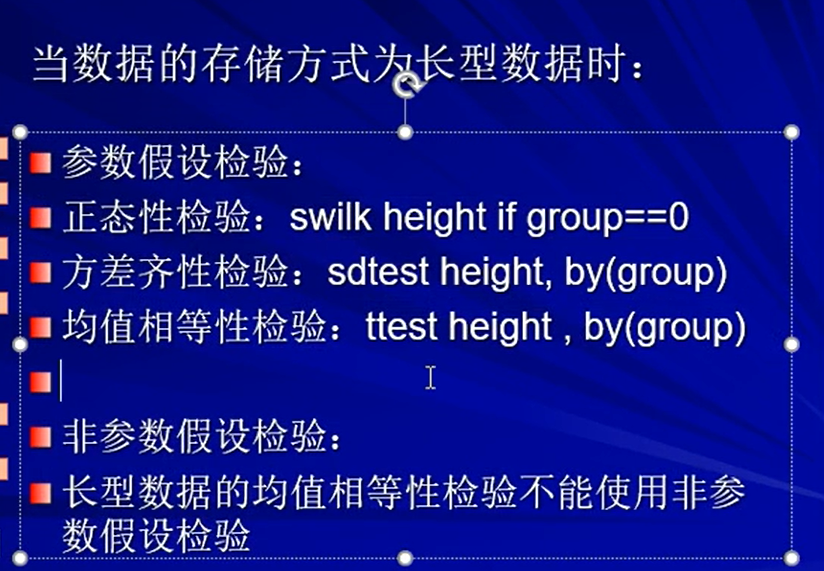 当数据的存储方式为长型数据时：
参数假设检验：
正态性检验：swilk height if group==0
方差齐性检验：sdtest height, by(group)
均值相等性检验：ttest height , by(group)
非参数假设检验：
长型数据的均值相等性检验不能使用非参
数假设检验